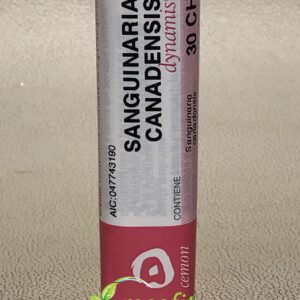 AIC:047743190
SANGUINARIA
CANADENSIS
dynamis
30 CH
Sanguinaria
canadensis
CONTIENE
cemon